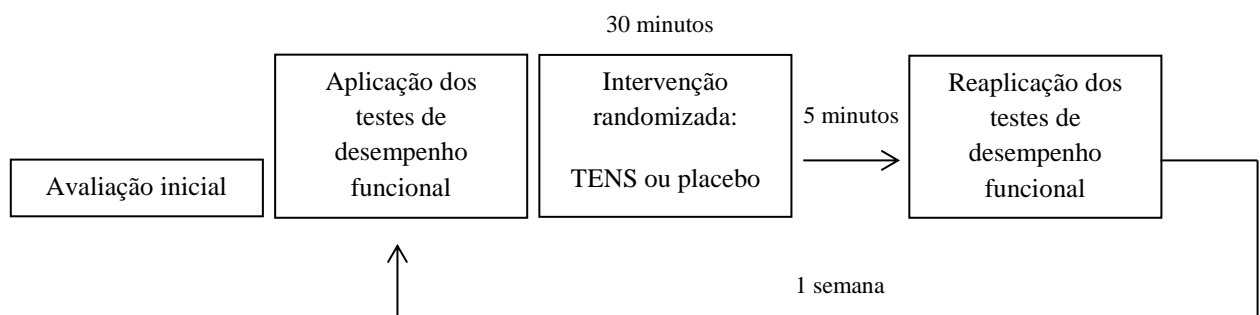 30 minutos
Avaliação inicial
Aplicação dos
testes de
desempenho
funcional
Intervenção
randomizada:
TENS ou placebo
5 minutos
Reaplicação dos
testes de
desempenho
funcional
1 semana